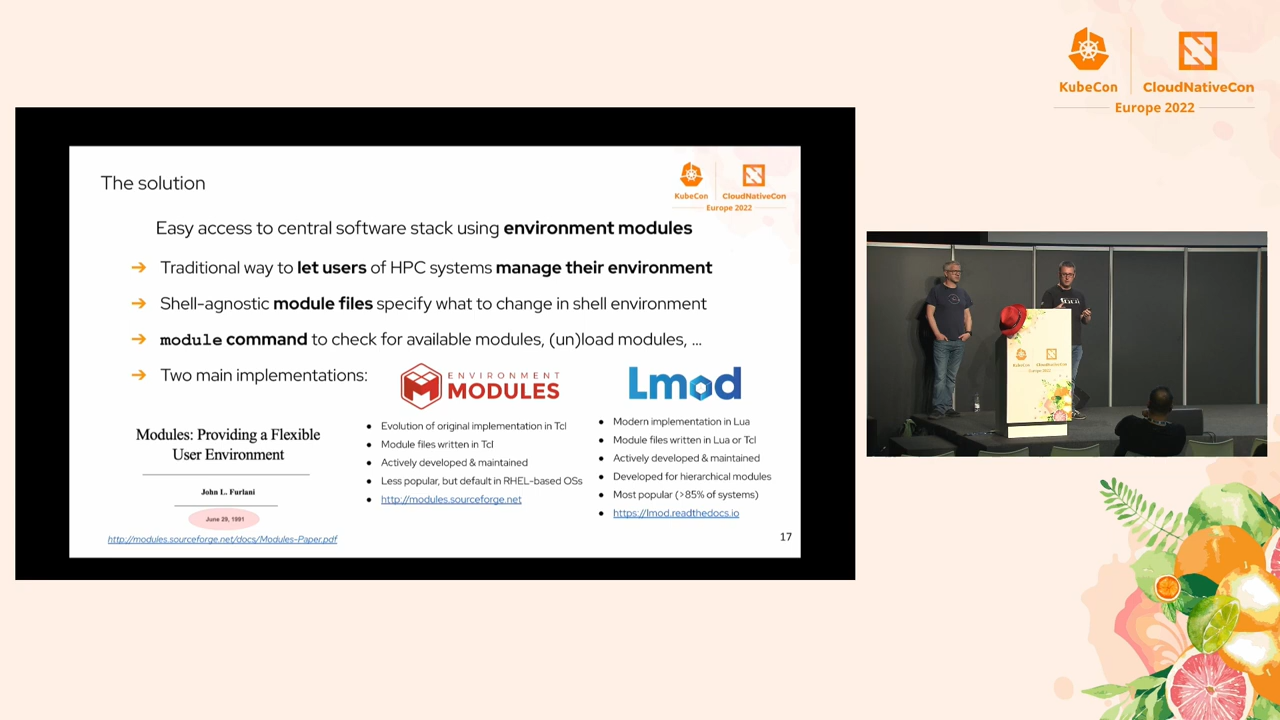 KubeCon
CloudNativeCon
Europe 2022
The solution
KubeCon
CloudNativeCon
Europe 2022
Easy access to central software stack using environment modules
➔ Traditional way to let users of HPC systems manage their environment
➔ Shell-agnostic module files specify what to change in shell environment
➔ module command to check for available modules, (un)load modules, ...
➔ Two main implementations:
ENVIRONMENT
MODULES
Lmod
● Evolution of original implementation in Tcl
● Module files written in Tcl
● Actively developed & maintained
● Less popular, but default in RHEL-based OSs
● http://modules.sourceforge.net
● Modern implementation in Lua
● Module files written in Lua or Tcl
● Actively developed & maintained
● Developed for hierarchical modules
● Most popular (>85% of systems)
● https://lmod.readthedocs.io
Modules: Providing a Flexible
User Environment
John L. Furlani
June 29, 1991
http://modules.sourceforge.net/docs/Modules-Paper.pdf
17
KubeCon
CloudNativeCon
Europe 2022